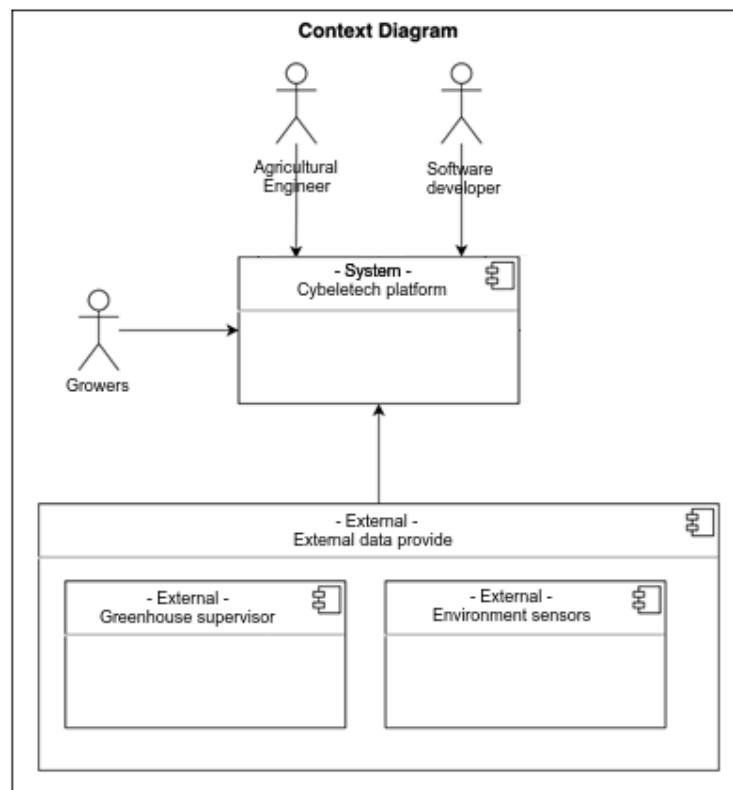 Context Diagram
Agricultural
Engineer
Software
developer
- System -
Cybeletech platform
Growers
- External -
External data provide
- External -
Greenhouse supervisor
- External -
Environment sensors